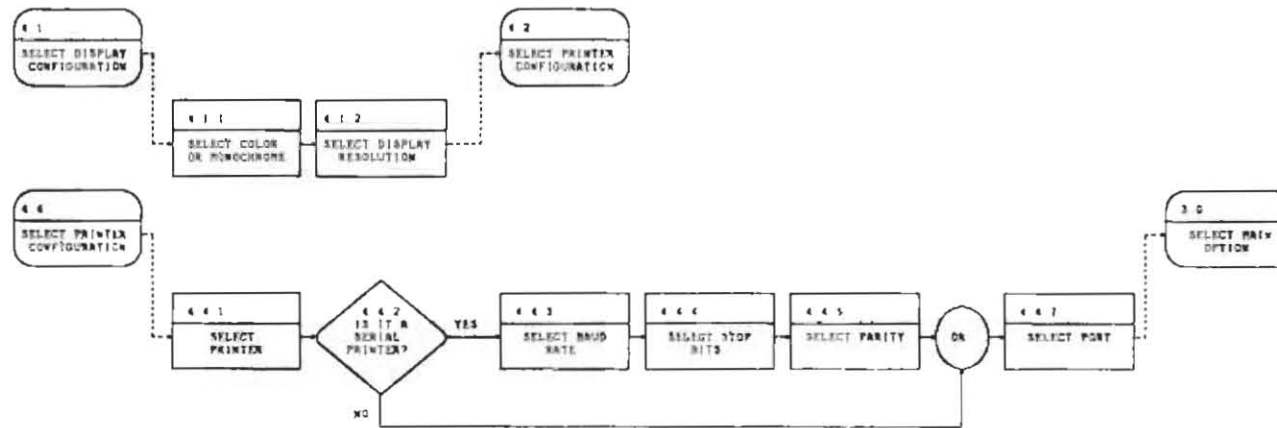 4 1
SELECT DISPLAY
CONFIGURATION
4 2
SELECT PRINTER
CONFIGURATION
4 1 1
SELECT COLOR
OR MONOCHROME
4 1 2
SELECT DISPLAY
RESOLUTION
4 4
SELECT PRINTER
CONFIGURATION
3 0
SELECT MAIN
OPTION
4 4 1
SELECT
PRINTER
4 4 2
IS IT A
SERIAL
PRINTER?
YES
4 4 3
SELECT BAUD
RATE
4 4 4
SELECT STOP
BITS
4 4 5
SELECT PARITY
OR
4 4 7
SELECT PORT
NO